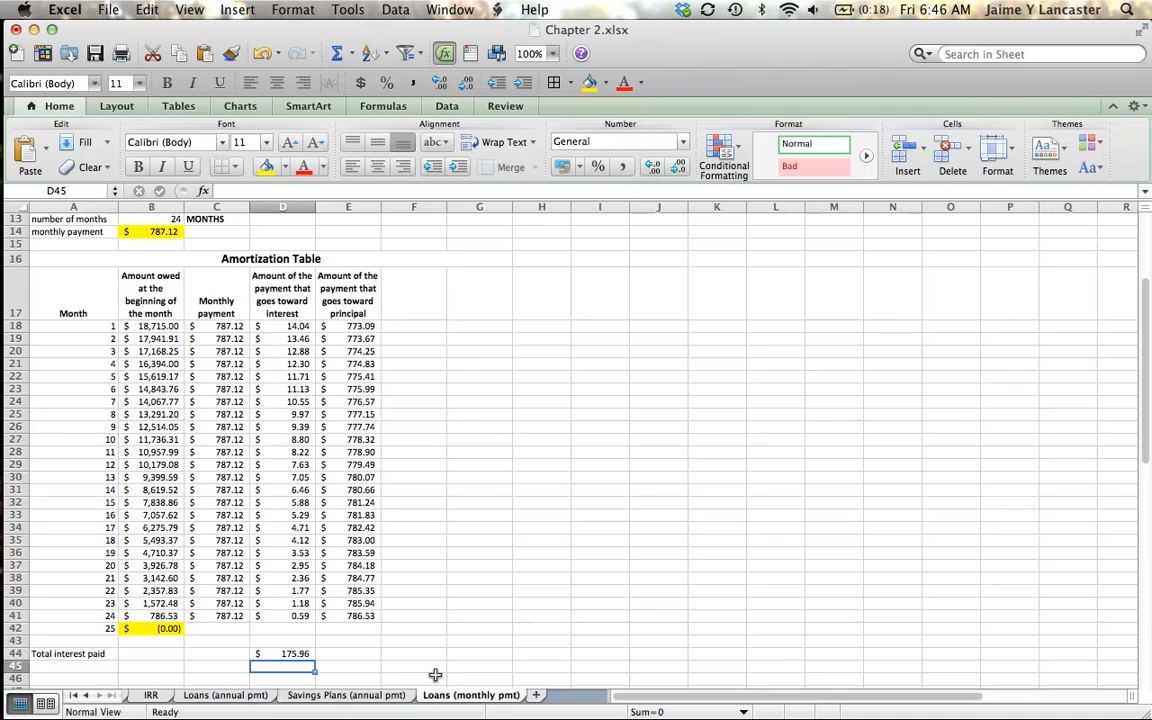 Excel File Edit View Insert Format Tools Data Window Help (0:18) Fri 6:46 AM Jaime Y Lancaster
Chapter 2.xlsx
100% Search in Sheet
Calibri (Body) 11 B I U
Home Layout Tables Charts SmartArt Formulas Data Review
Edit Font Alignment Number Format Cells Themes
Fill Calibri (Body) 11 A A abc Wrap Text General Normal
Paste Clear B I U Merge Conditional Formatting Bad Insert Delete Format Themes
D45 fx
A B C D E F G H I J K L M N O P Q R
13 number of months 24 MONTHS
14 monthly payment $ 787.12
15
16 Amortization Table
17 Month Amount owed at the beginning of the month Monthly payment Amount of the payment that goes toward interest Amount of the payment that goes toward principal
18 1 $ 18,715.00 $ 787.12 $ 14.04 $ 773.09
19 2 $ 17,941.91 $ 787.12 $ 13.46 $ 773.67
20 3 $ 17,168.25 $ 787.12 $ 12.88 $ 774.25
21 4 $ 16,394.00 $ 787.12 $ 12.30 $ 774.83
22 5 $ 15,619.17 $ 787.12 $ 11.71 $ 775.41
23 6 $ 14,843.76 $ 787.12 $ 11.13 $ 775.99
24 7 $ 14,067.77 $ 787.12 $ 10.55 $ 776.57
25 8 $ 13,291.20 $ 787.12 $ 9.97 $ 777.15
26 9 $ 12,514.05 $ 787.12 $ 9.39 $ 777.74
27 10 $ 11,736.31 $ 787.12 $ 8.80 $ 778.32
28 11 $ 10,957.99 $ 787.12 $ 8.22 $ 778.90
29 12 $ 10,179.08 $ 787.12 $ 7.63 $ 779.49
30 13 $ 9,399.59 $ 787.12 $ 7.05 $ 780.07
31 14 $ 8,619.52 $ 787.12 $ 6.46 $ 780.66
32 15 $ 7,838.86 $ 787.12 $ 5.88 $ 781.24
33 16 $ 7,057.62 $ 787.12 $ 5.29 $ 781.83
34 17 $ 6,275.79 $ 787.12 $ 4.71 $ 782.42
35 18 $ 5,493.37 $ 787.12 $ 4.12 $ 783.00
36 19 $ 4,710.37 $ 787.12 $ 3.53 $ 783.59
37 20 $ 3,926.78 $ 787.12 $ 2.95 $ 784.18
38 21 $ 3,142.60 $ 787.12 $ 2.36 $ 784.77
39 22 $ 2,357.83 $ 787.12 $ 1.77 $ 785.35
40 23 $ 1,572.48 $ 787.12 $ 1.18 $ 785.94
41 24 $ 786.53 $ 787.12 $ 0.59 $ 786.53
42 25 $ (0.00)
43
44 Total interest paid $ 175.96
45
46
IRR Loans (annual pmt) Savings Plans (annual pmt) Loans (monthly pmt)
Normal View Ready Sum=0